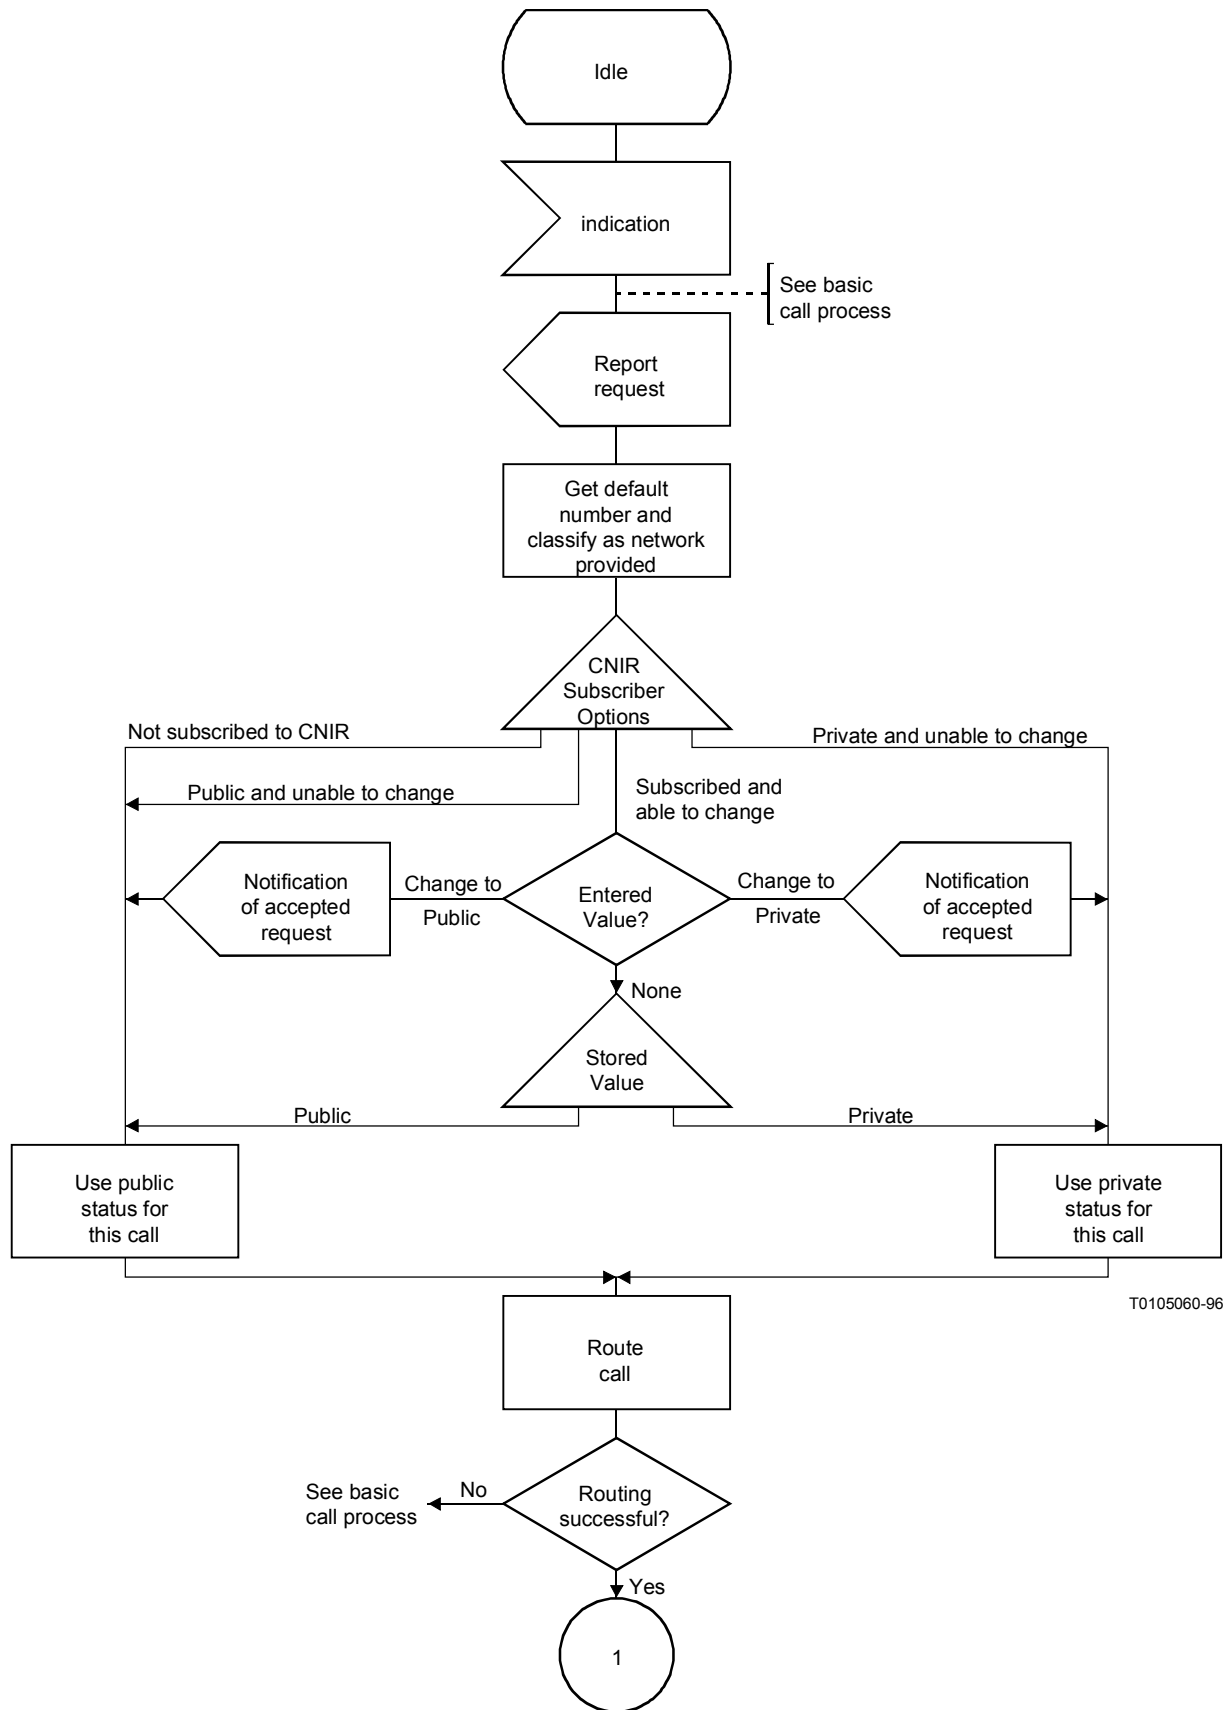 Idle
indication
See basic
call process
Report
request
Get default
number and
classify as network
provided
CNIR
Subscriber
Options
Not subscribed to CNIR
Private and unable to change
Public and unable to change
Subscribed and
able to change
Notification
of accepted
request
Change to
Public
Entered
Value?
Change to
Private
Notification
of accepted
request
None
Stored
Value
Public
Private
Use public
status for
this call
Use private
status for
this call
T0105060-96
Route
call
See basic
call process
No
Routing
successful?
Yes
1